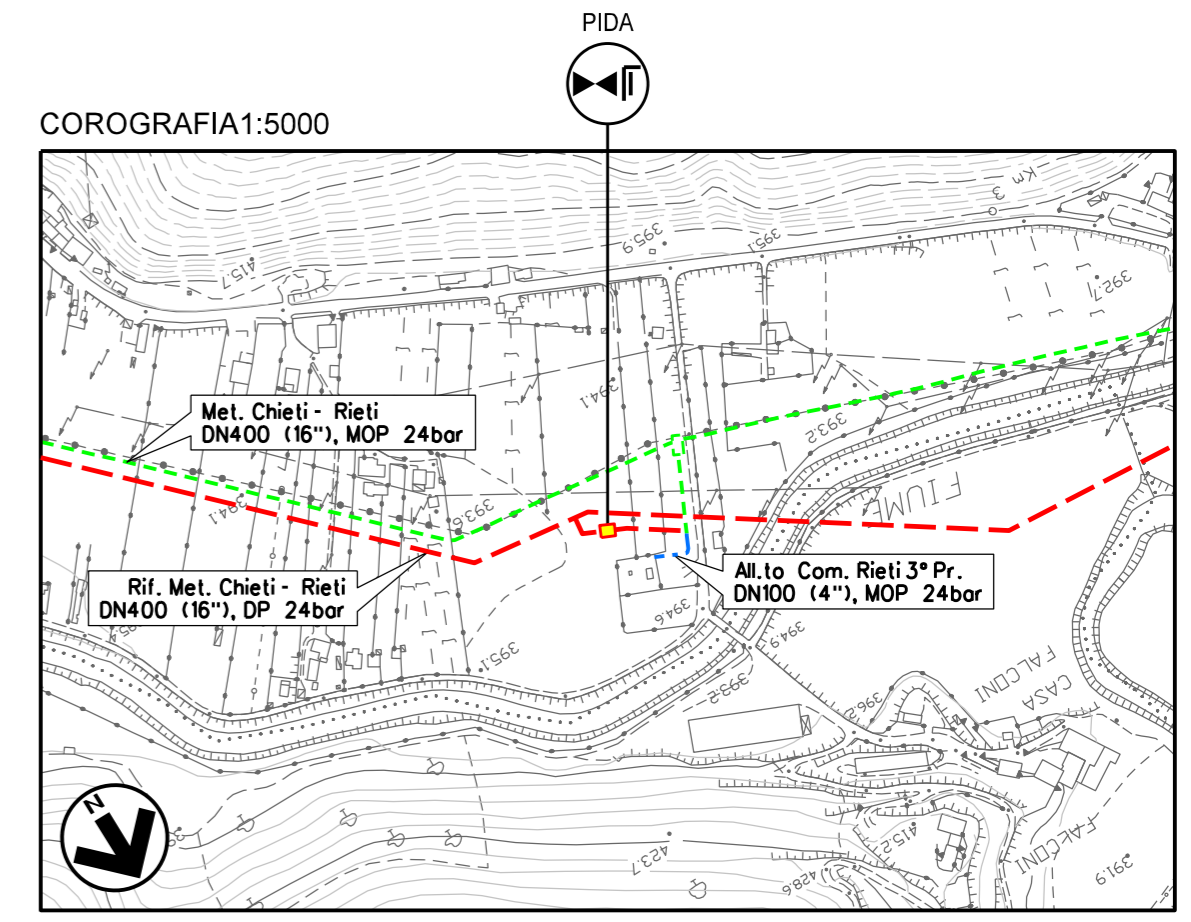 PIDA
COROGRAFIA1:5000
Km 3
395.9
395.1
415.7
392.7
394.1
Met. Chieti - Rieti
DN400 (16"), MOP 24bar
393.2
394.1
393.6
FIUME
Rif. Met. Chieti - Rieti
DN400 (16"), DP 24bar
All.to Com. Rieti 3° Pr.
DN100 (4"), MOP 24bar
394.6
394.9
395.1
393.2
396.2
CASA
FALCONI
N
415.2
FALCONI
423.7
428.6
391.9